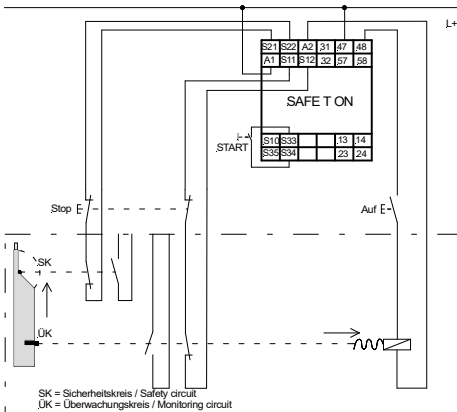 L+
S21 S22 A2 31 47 48
A1 S11 S12 32 57 58
SAFE T ON
S10 S33 13 14
S35 S34 23 24
START
Stop
Auf
SK
ÜK
SK = Sicherheitskreis / Safety circuit
ÜK = Überwachungskreis / Monitoring circuit